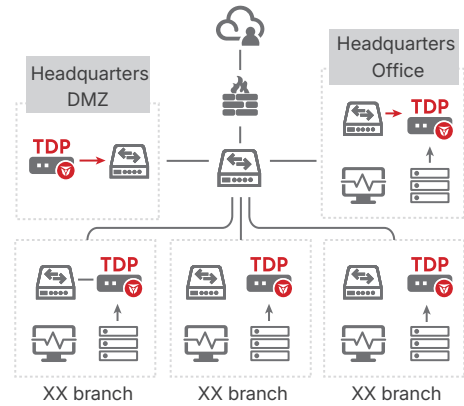 Headquarters
DMZ
Headquarters
Office
TDP
TDP
TDP
TDP
TDP
XX branch
XX branch
XX branch